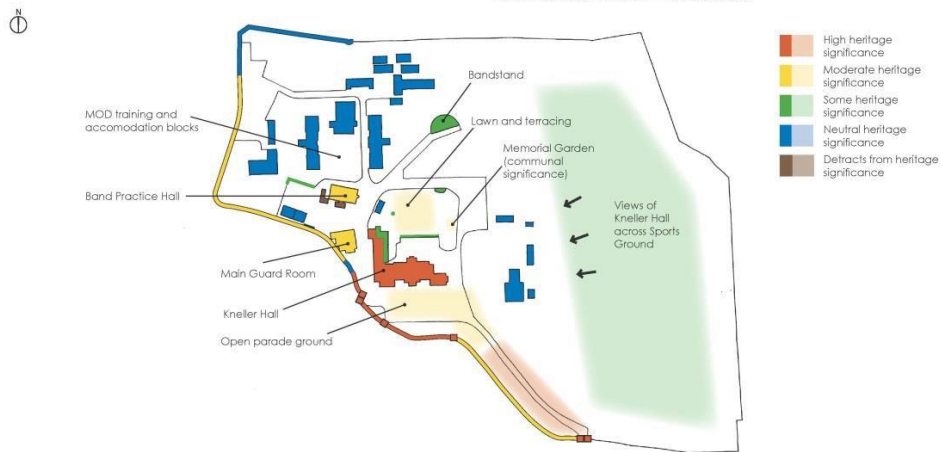 N
High heritage
significance
Moderate heritage
significance
Some heritage
significance
Neutral heritage
significance
Detracts from heritage
significance
Bandstand
MOD training and
accomodation blocks
Lawn and terracing
Memorial Garden
(communal
significance)
Band Practice Hall
Views of
Kneller Hall
across Sports
Ground
Main Guard Room
Kneller Hall
Open parade ground